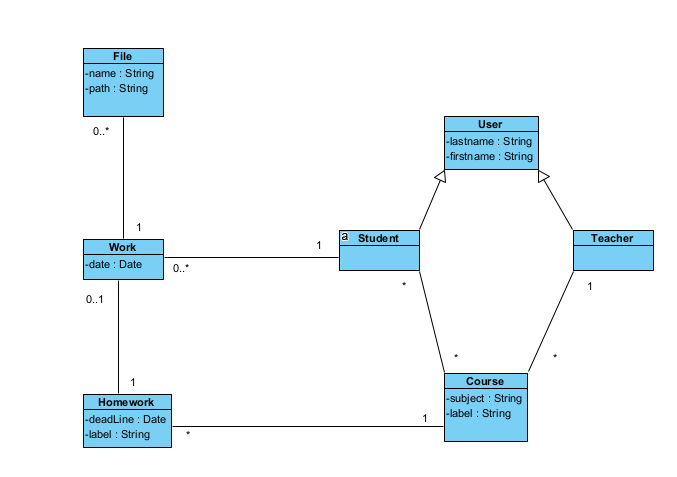 File
-name : String
-path : String
0..*
User
-lastname : String
-firstname : String
1
a
Student
Teacher
Work
-date : Date
0..*
1
0..1
*
1
1
*
*
Course
-subject : String
-label : String
Homework
-deadLine : Date
-label : String
*
1